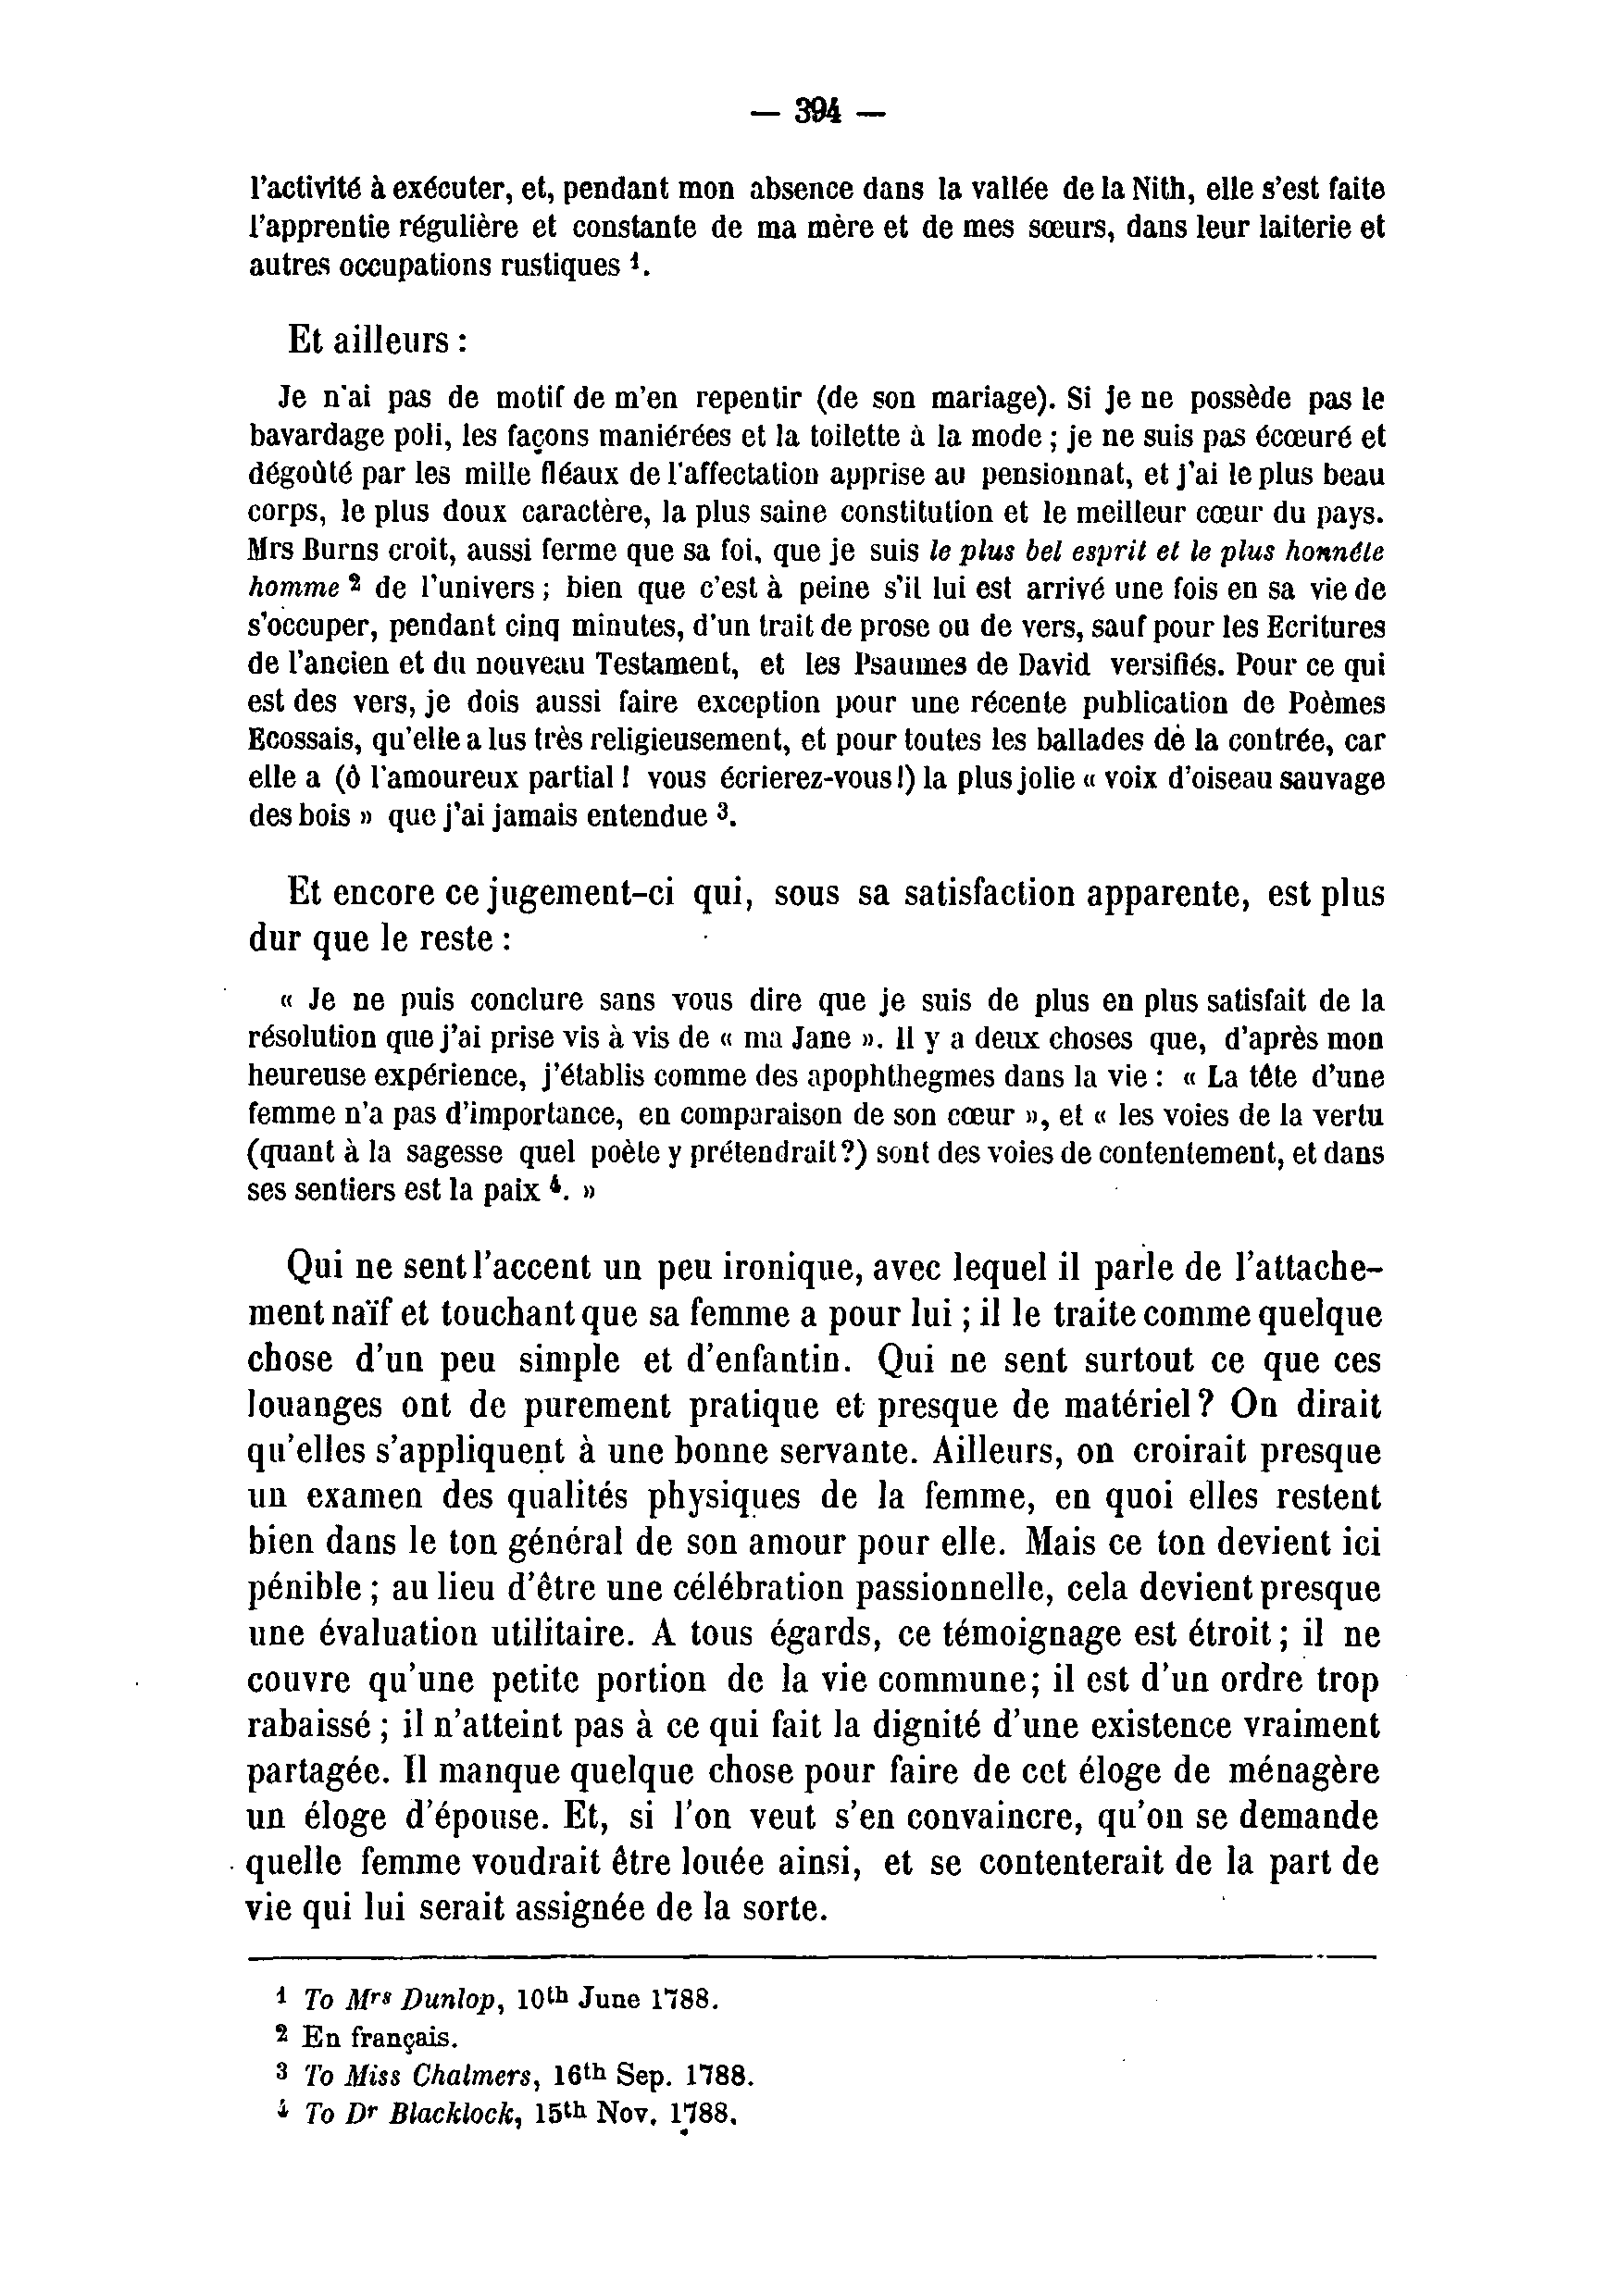 — 394 —
l'activité à exécuter, et, pendant mon absence dans la vallée de la Nith, elle s'est faite
l'apprentie régulière et constante de ma mère et de mes sœurs, dans leur laiterie et
autres occupations rustiques ¹.
Et ailleurs :
Je n'ai pas de motif de m'en repentir (de son mariage). Si je ne possède pas le
bavardage poli, les façons maniérées et la toilette à la mode ; je ne suis pas écœuré et
dégoûté par les mille fléaux de l'affectation apprise au pensionnat, et j'ai le plus beau
corps, le plus doux caractère, la plus saine constitution et le meilleur cœur du pays.
Mrs Burns croit, aussi ferme que sa foi, que je suis le plus bel esprit et le plus honnête
homme ² de l'univers ; bien que c'est à peine s'il lui est arrivé une fois en sa vie de
s'occuper, pendant cinq minutes, d'un trait de prose ou de vers, sauf pour les Ecritures
de l'ancien et du nouveau Testament, et les Psaumes de David versifiés. Pour ce qui
est des vers, je dois aussi faire exception pour une récente publication de Poèmes
Ecossais, qu'elle a lus très religieusement, et pour toutes les ballades de la contrée, car
elle a (ô l'amoureux partial ! vous écrierez-vous !) la plus jolie « voix d'oiseau sauvage
des bois » que j'ai jamais entendue ³.
Et encore ce jugement-ci qui, sous sa satisfaction apparente, est plus
dur que le reste :
« Je ne puis conclure sans vous dire que je suis de plus en plus satisfait de la
résolution que j'ai prise vis à vis de « ma Jane ». Il y a deux choses que, d'après mon
heureuse expérience, j'établis comme des apophthegmes dans la vie : « La tête d'une
femme n'a pas d'importance, en comparaison de son cœur », et « les voies de la vertu
(quant à la sagesse quel poète y prétendrait ?) sont des voies de contentement, et dans
ses sentiers est la paix ⁴. »
Qui ne sent l'accent un peu ironique, avec lequel il parle de l'attache-
ment naïf et touchant que sa femme a pour lui ; il le traite comme quelque
chose d'un peu simple et d'enfantin. Qui ne sent surtout ce que ces
louanges ont de purement pratique et presque de matériel ? On dirait
qu'elles s'appliquent à une bonne servante. Ailleurs, on croirait presque
un examen des qualités physiques de la femme, en quoi elles restent
bien dans le ton général de son amour pour elle. Mais ce ton devient ici
pénible ; au lieu d'être une célébration passionnelle, cela devient presque
une évaluation utilitaire. A tous égards, ce témoignage est étroit ; il ne
couvre qu'une petite portion de la vie commune ; il est d'un ordre trop
rabaissé ; il n'atteint pas à ce qui fait la dignité d'une existence vraiment
partagée. Il manque quelque chose pour faire de cet éloge de ménagère
un éloge d'épouse. Et, si l'on veut s'en convaincre, qu'on se demande
quelle femme voudrait être louée ainsi, et se contenterait de la part de
vie qui lui serait assignée de la sorte.
¹ To Mrs Dunlop, 10th June 1788.
² En français.
³ To Miss Chalmers, 16th Sep. 1788.
⁴ To Dr Blacklock, 15th Nov. 1788.